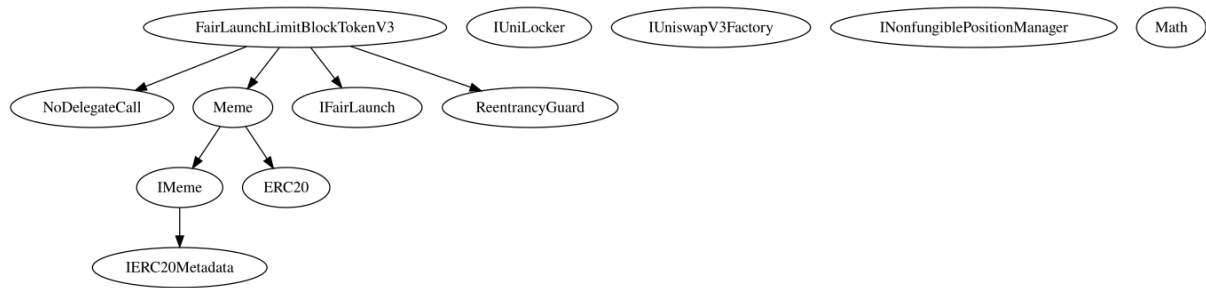 FairLaunchLimitBlockTokenV3 IUniLocker IUniswapV3Factory INonfungiblePositionManager Math
NoDelegateCall Meme IFairLaunch ReentrancyGuard
IMeme ERC20
IERC20Metadata